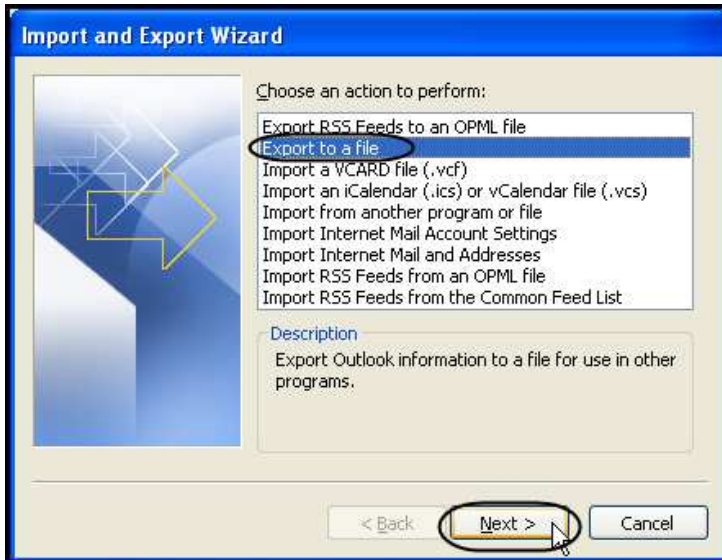 Import and Export Wizard
Choose an action to perform:
Export RSS Feeds to an OPML file
Export to a file
Import a VCARD file (.vcf)
Import an iCalendar (.ics) or vCalendar file (.vcs)
Import from another program or file
Import Internet Mail Account Settings
Import Internet Mail and Addresses
Import RSS Feeds from an OPML file
Import RSS Feeds from the Common Feed List
Description
Export Outlook information to a file for use in other
programs.
< Back Next > Cancel